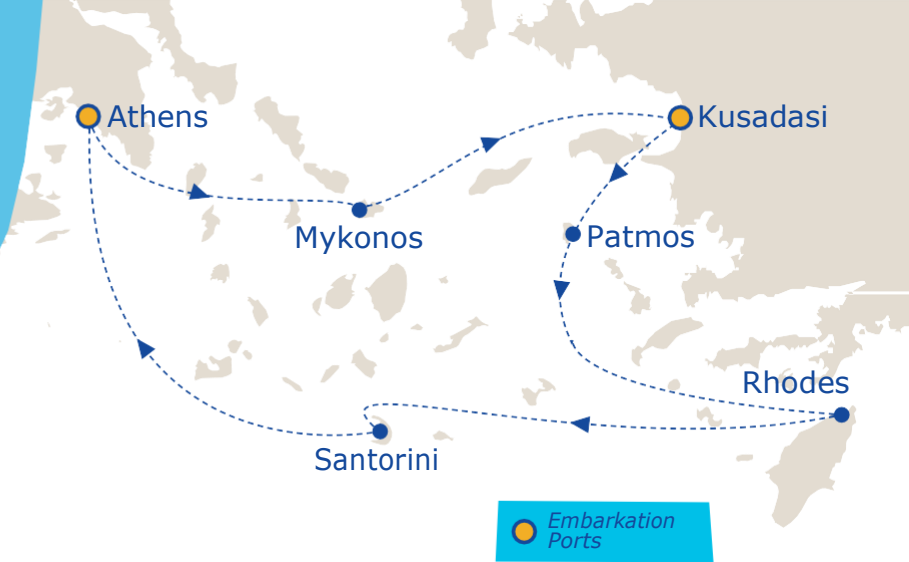 Athens
Kusadasi
Mykonos
Patmos
Rhodes
Santorini
Embarkation
Ports